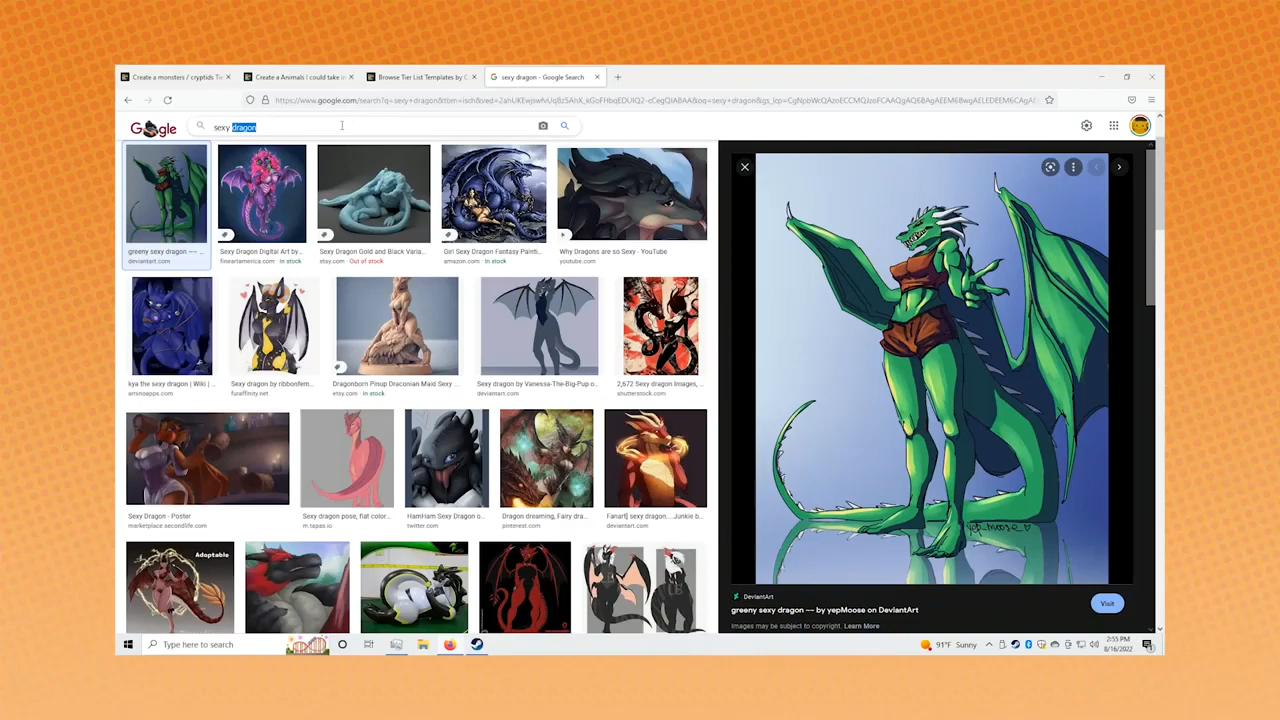 Create a monsters / cryptids Tie
Create a Animals I could take in
Browse Tier List Templates by C
sexy dragon - Google Search
sexy dragon
greeny sexy dragon ~~ ...
deviantart.com
Sexy Dragon Digital Art by...
fineartamerica.com · In stock
Sexy Dragon Gold and Black Varia...
etsy.com · Out of stock
Girl Sexy Dragon Fantasy Painti...
amazon.com · In stock
Why Dragons are so Sexy - YouTube
youtube.com
kya the sexy dragon | Wiki | ...
aminoapps.com
Sexy dragon by ribbonfem...
furaffinity.net
Dragonborn Pinup Draconian Maid Sexy ...
etsy.com · In stock
Sexy dragon by Vanessa-The-Big-Pup o...
deviantart.com
2,672 Sexy dragon Images, ...
shutterstock.com
Sexy Dragon - Poster
marketplace.secondlife.com
Sexy dragon pose, flat color...
m.tapas.io
HamHam Sexy Dragon o...
twitter.com
Dragon dreaming, Fairy dra...
pinterest.com
Fanart] sexy dragon....Junkie b...
deviantart.com
Adoptable
yep_moose_
DeviantArt
greeny sexy dragon ~~ by yepMoose on DeviantArt
Visit
Images may be subject to copyright. Learn More
Type here to search
91°F Sunny
2:55 PM
8/16/2022